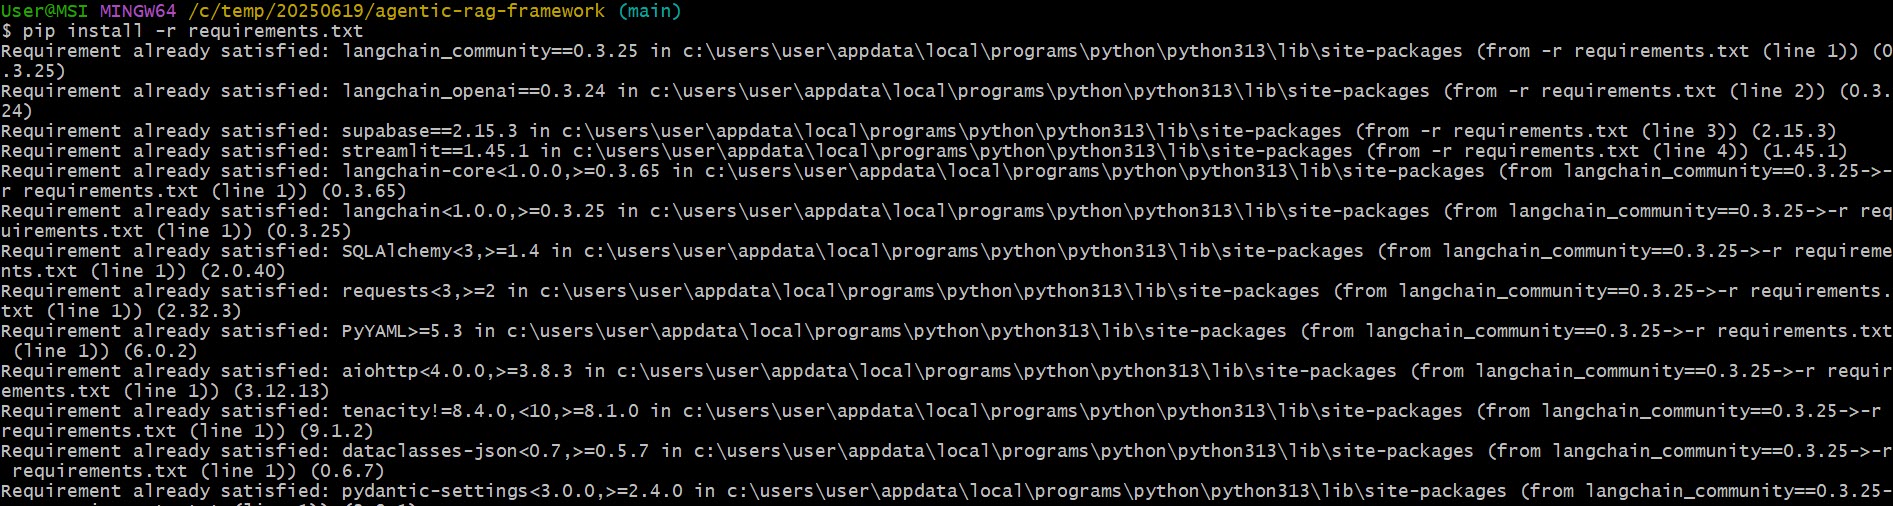 User@MSI MINGW64 /c/temp/20250619/agentic-rag-framework (main)
$ pip install -r requirements.txt
Requirement already satisfied: langchain_community==0.3.25 in c:\users\user\appdata\local\programs\python\python313\lib\site-packages (from -r requirements.txt (line 1)) (0
.3.25)
Requirement already satisfied: langchain_openai==0.3.24 in c:\users\user\appdata\local\programs\python\python313\lib\site-packages (from -r requirements.txt (line 2)) (0.3.
24)
Requirement already satisfied: supabase==2.15.3 in c:\users\user\appdata\local\programs\python\python313\lib\site-packages (from -r requirements.txt (line 3)) (2.15.3)
Requirement already satisfied: streamlit==1.45.1 in c:\users\user\appdata\local\programs\python\python313\lib\site-packages (from -r requirements.txt (line 4)) (1.45.1)
Requirement already satisfied: langchain-core<1.0.0,>=0.3.65 in c:\users\user\appdata\local\programs\python\python313\lib\site-packages (from langchain_community==0.3.25->-
r requirements.txt (line 1)) (0.3.65)
Requirement already satisfied: langchain<1.0.0,>=0.3.25 in c:\users\user\appdata\local\programs\python\python313\lib\site-packages (from langchain_community==0.3.25->-r req
uirements.txt (line 1)) (0.3.25)
Requirement already satisfied: SQLAlchemy<3,>=1.4 in c:\users\user\appdata\local\programs\python\python313\lib\site-packages (from langchain_community==0.3.25->-r requireme
nts.txt (line 1)) (2.0.40)
Requirement already satisfied: requests<3,>=2 in c:\users\user\appdata\local\programs\python\python313\lib\site-packages (from langchain_community==0.3.25->-r requirements.
txt (line 1)) (2.32.3)
Requirement already satisfied: PyYAML>=5.3 in c:\users\user\appdata\local\programs\python\python313\lib\site-packages (from langchain_community==0.3.25->-r requirements.txt
 (line 1)) (6.0.2)
Requirement already satisfied: aiohttp<4.0.0,>=3.8.3 in c:\users\user\appdata\local\programs\python\python313\lib\site-packages (from langchain_community==0.3.25->-r requir
ements.txt (line 1)) (3.12.13)
Requirement already satisfied: tenacity!=8.4.0,<10,>=8.1.0 in c:\users\user\appdata\local\programs\python\python313\lib\site-packages (from langchain_community==0.3.25->-r
requirements.txt (line 1)) (9.1.2)
Requirement already satisfied: dataclasses-json<0.7,>=0.5.7 in c:\users\user\appdata\local\programs\python\python313\lib\site-packages (from langchain_community==0.3.25->-r
 requirements.txt (line 1)) (0.6.7)
Requirement already satisfied: pydantic-settings<3.0.0,>=2.4.0 in c:\users\user\appdata\local\programs\python\python313\lib\site-packages (from langchain_community==0.3.25-